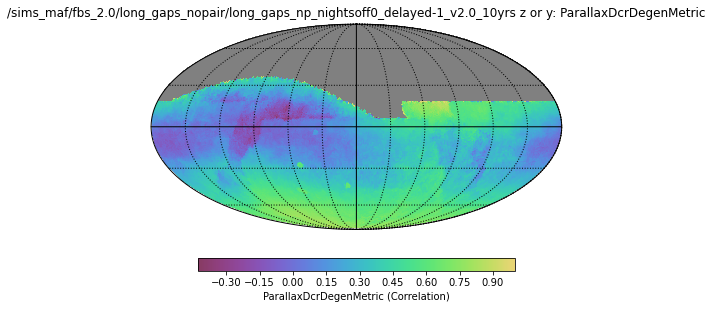 /sims_maf/fbs_2.0/long_gaps_nopair/long_gaps_np_nightsoff0_delayed-1_v2.0_10yrs z or y: ParallaxDcrDegenMetric
−0.30 −0.15 0.00 0.15 0.30 0.45 0.60 0.75 0.90
ParallaxDcrDegenMetric (Correlation)